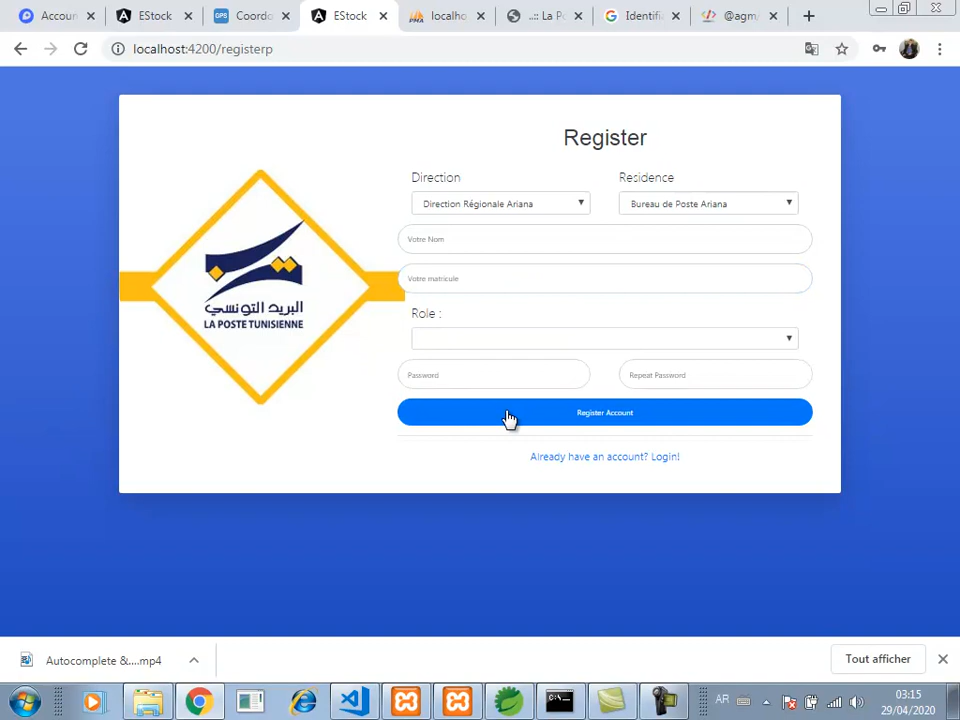 Accoun
EStock
GPS
Coordo
EStock
localho
..:: La Po
Identifi
@agm/
localhost:4200/registerp
Register
Direction
Residence
Direction Régionale Ariana
Bureau de Poste Ariana
Votre Nom
Votre matricule
البريد التونسي
LA POSTE TUNISIENNE
Role :
Password
Repeat Password
Register Account
Already have an account? Login!
Autocomplete &....mp4
Tout afficher
AR
03:15
29/04/2020